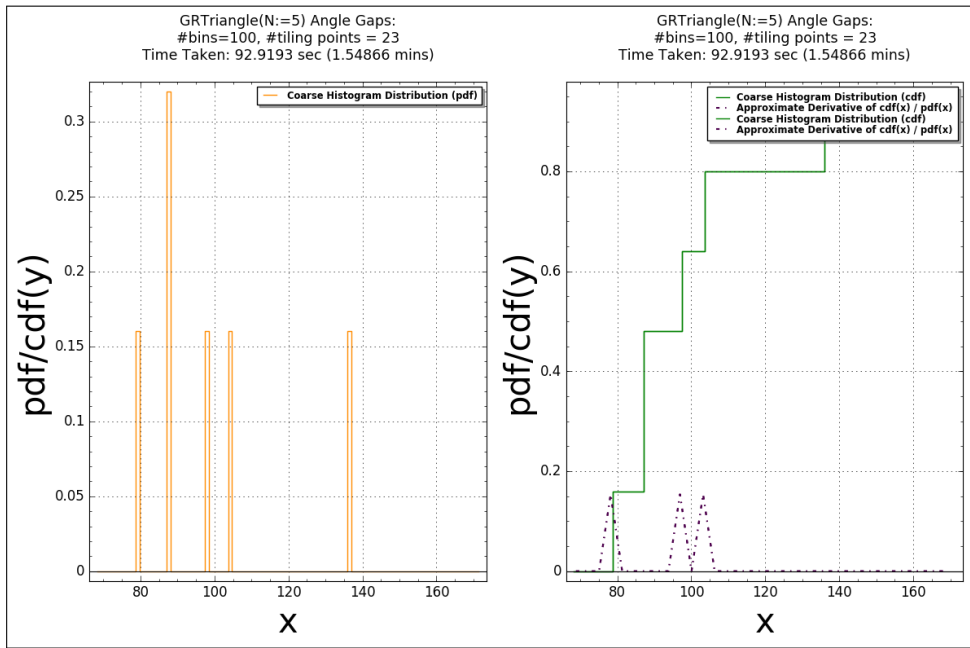 GRTriangle(N:=5) Angle Gaps:
#bins=100, #tiling points = 23
Time Taken: 92.9193 sec (1.54866 mins)
Coarse Histogram Distribution (pdf)
0.3
0.25
0.2
0.15
0.1
0.05
0
80
100
120
140
160
pdf/cdf(y)
x
GRTriangle(N:=5) Angle Gaps:
#bins=100, #tiling points = 23
Time Taken: 92.9193 sec (1.54866 mins)
Coarse Histogram Distribution (cdf)
Approximate Derivative of cdf(x) / pdf(x)
Coarse Histogram Distribution (cdf)
Approximate Derivative of cdf(x) / pdf(x)
0.8
0.6
0.4
0.2
0
80
100
120
140
160
pdf/cdf(y)
x